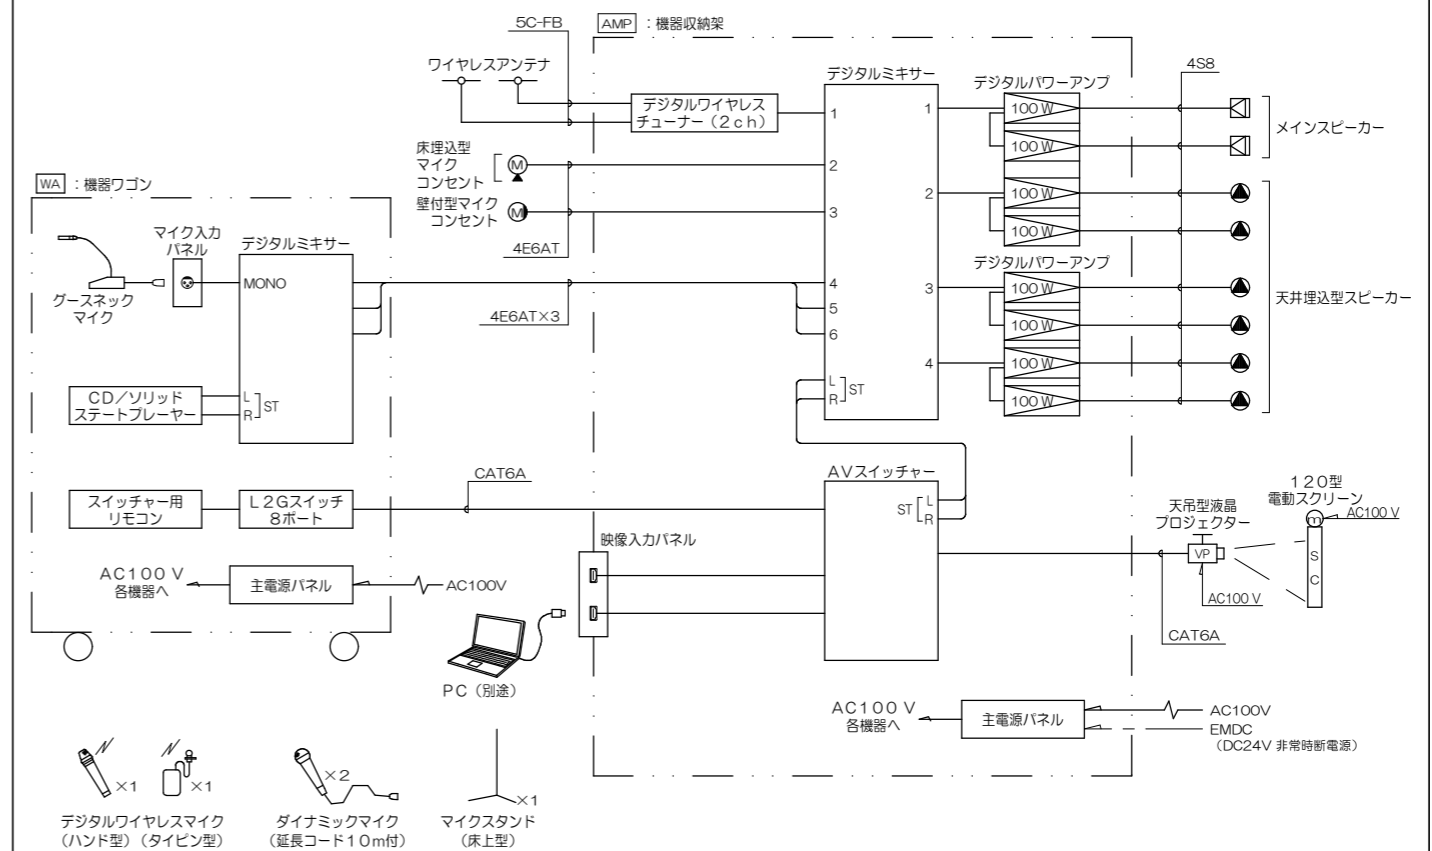 5C-FB
AMP :機器収納架
ワイヤレスアンテナ
デジタルワイヤレス
チューナー(2ch)
デジタルミキサー
デジタルパワーアンプ
4S8
1
1
100W
100W
メインスピーカー
床埋込型
マイク
コンセント
M
2
2
100W
100W
壁付型マイク
コンセント
M
3
4E6AT
WA :機器ワゴン
マイク入力
パネル
デジタルミキサー
MONO
グースネック
マイク
4E6AT×3
4
5
6
デジタルパワーアンプ
3
100W
100W
4
100W
100W
天井埋込型スピーカー
CD/ソリッド
ステートプレーヤー
L
R
ST
L
R
ST
スイッチャー用
リモコン
L2Gスイッチ
8ポート
CAT6A
AVスイッチャー
ST
L
R
天吊型液晶
プロジェクター
VP
AC100 V
CAT6A
120型
電動スクリーン
m
AC100 V
S
C
映像入力パネル
AC100 V
各機器へ
主電源パネル
AC100V
PC(別途)
AC100 V
各機器へ
主電源パネル
AC100V
EMDC
(DC24V 非常時断電源)
×1
×1
デジタルワイヤレスマイク
(ハンド型)(タイピン型)
×2
ダイナミックマイク
(延長コード10m付)
×1
マイクスタンド
(床上型)